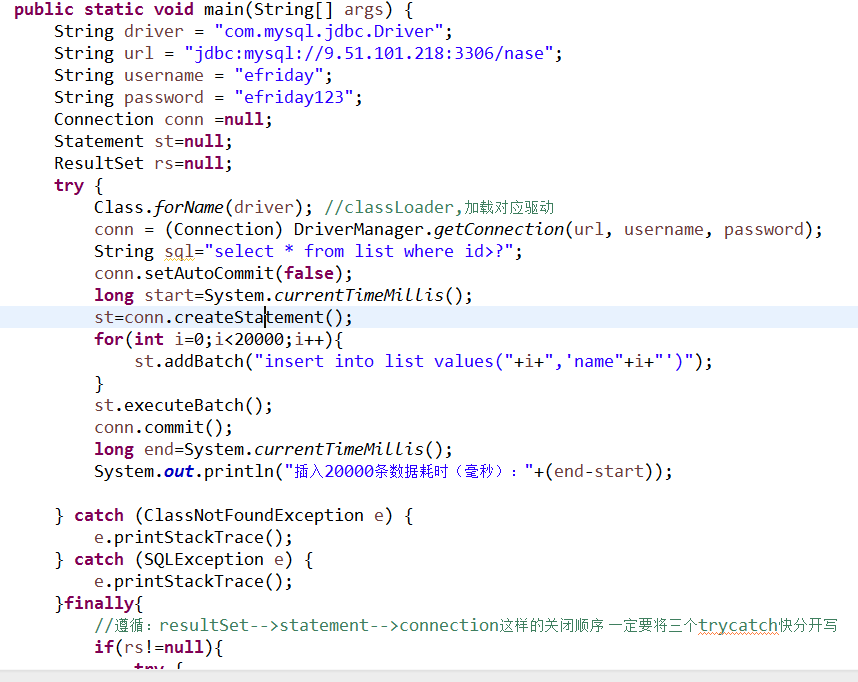 public static void main(String[] args) {
String driver = "com.mysql.jdbc.Driver";
String url = "jdbc:mysql://9.51.101.218:3306/nase";
String username = "efriday";
String password = "efriday123";
Connection conn =null;
Statement st=null;
ResultSet rs=null;
try {
Class.forName(driver); //classLoader,加载对应驱动
conn = (Connection) DriverManager.getConnection(url, username, password);
String sql="select * from list where id>?";
conn.setAutoCommit(false);
long start=System.currentTimeMillis();
st=conn.createStatement();
for(int i=0;i<20000;i++){
st.addBatch("insert into list values("+i+",'name"+i+"')");
}
st.executeBatch();
conn.commit();
long end=System.currentTimeMillis();
System.out.println("插入20000条数据耗时（毫秒）："+(end-start));
} catch (ClassNotFoundException e) {
e.printStackTrace();
} catch (SQLException e) {
e.printStackTrace();
}finally{
//遵循：resultSet-->statement-->connection这样的关闭顺序 一定要将三个trycatch快分开写
if(rs!=null){
try {